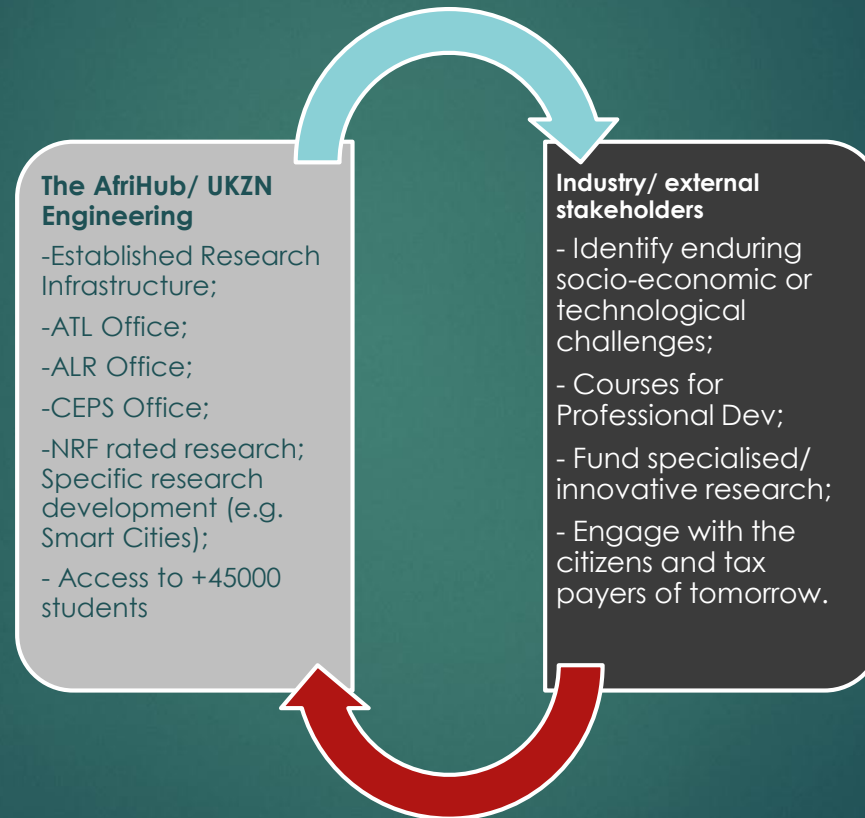 The AfriHub/ UKZN
Engineering
-Established Research
Infrastructure;
-ATL Office;
-ALR Office;
-CEPS Office;
-NRF rated research;
Specific research
development (e.g.
Smart Cities);
- Access to +45000
students
Industry/ external
stakeholders
- Identify enduring
socio-economic or
technological
challenges;
- Courses for
Professional Dev;
- Fund specialised/
innovative research;
- Engage with the
citizens and tax
payers of tomorrow.